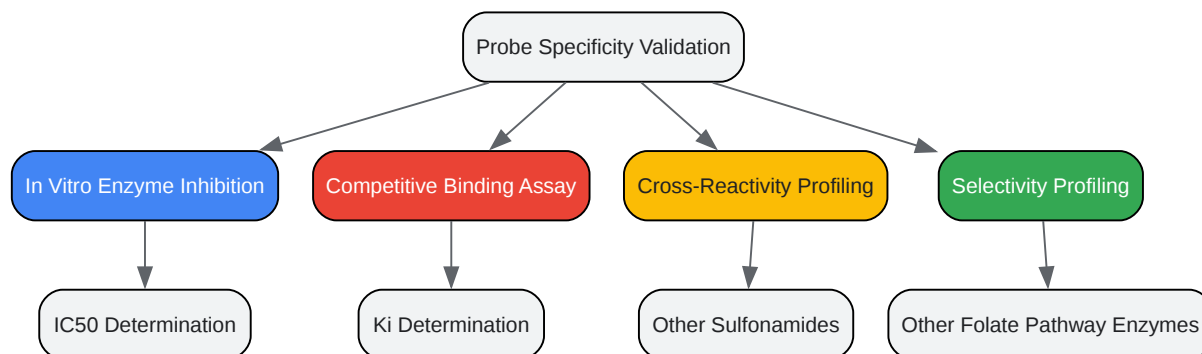 Probe Specificity Validation
In Vitro Enzyme Inhibition
Competitive Binding Assay
Cross-Reactivity Profiling
Selectivity Profiling
IC50 Determination
Ki Determination
Other Sulfonamides
Other Folate Pathway Enzymes